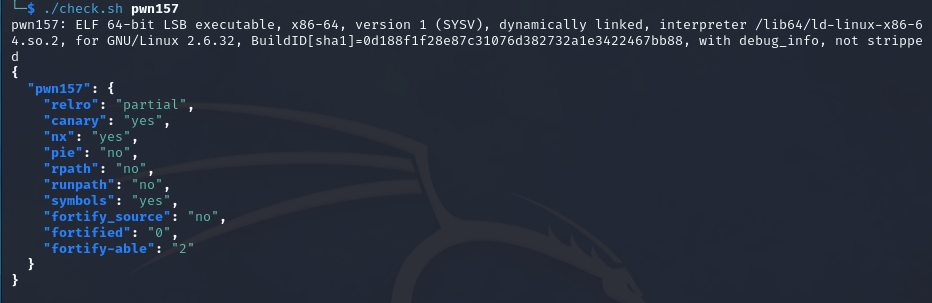 └─$ ./check.sh pwn157
pwn157: ELF 64-bit LSB executable, x86-64, version 1 (SYSV), dynamically linked, interpreter /lib64/ld-linux-x86-6
4.so.2, for GNU/Linux 2.6.32, BuildID[sha1]=0d188f1f28e87c31076d382732a1e3422467bb88, with debug_info, not strippe
d
{
  "pwn157": {
    "relro": "partial",
    "canary": "yes",
    "nx": "yes",
    "pie": "no",
    "rpath": "no",
    "runpath": "no",
    "symbols": "yes",
    "fortify_source": "no",
    "fortified": "0",
    "fortify-able": "2"
  }
}